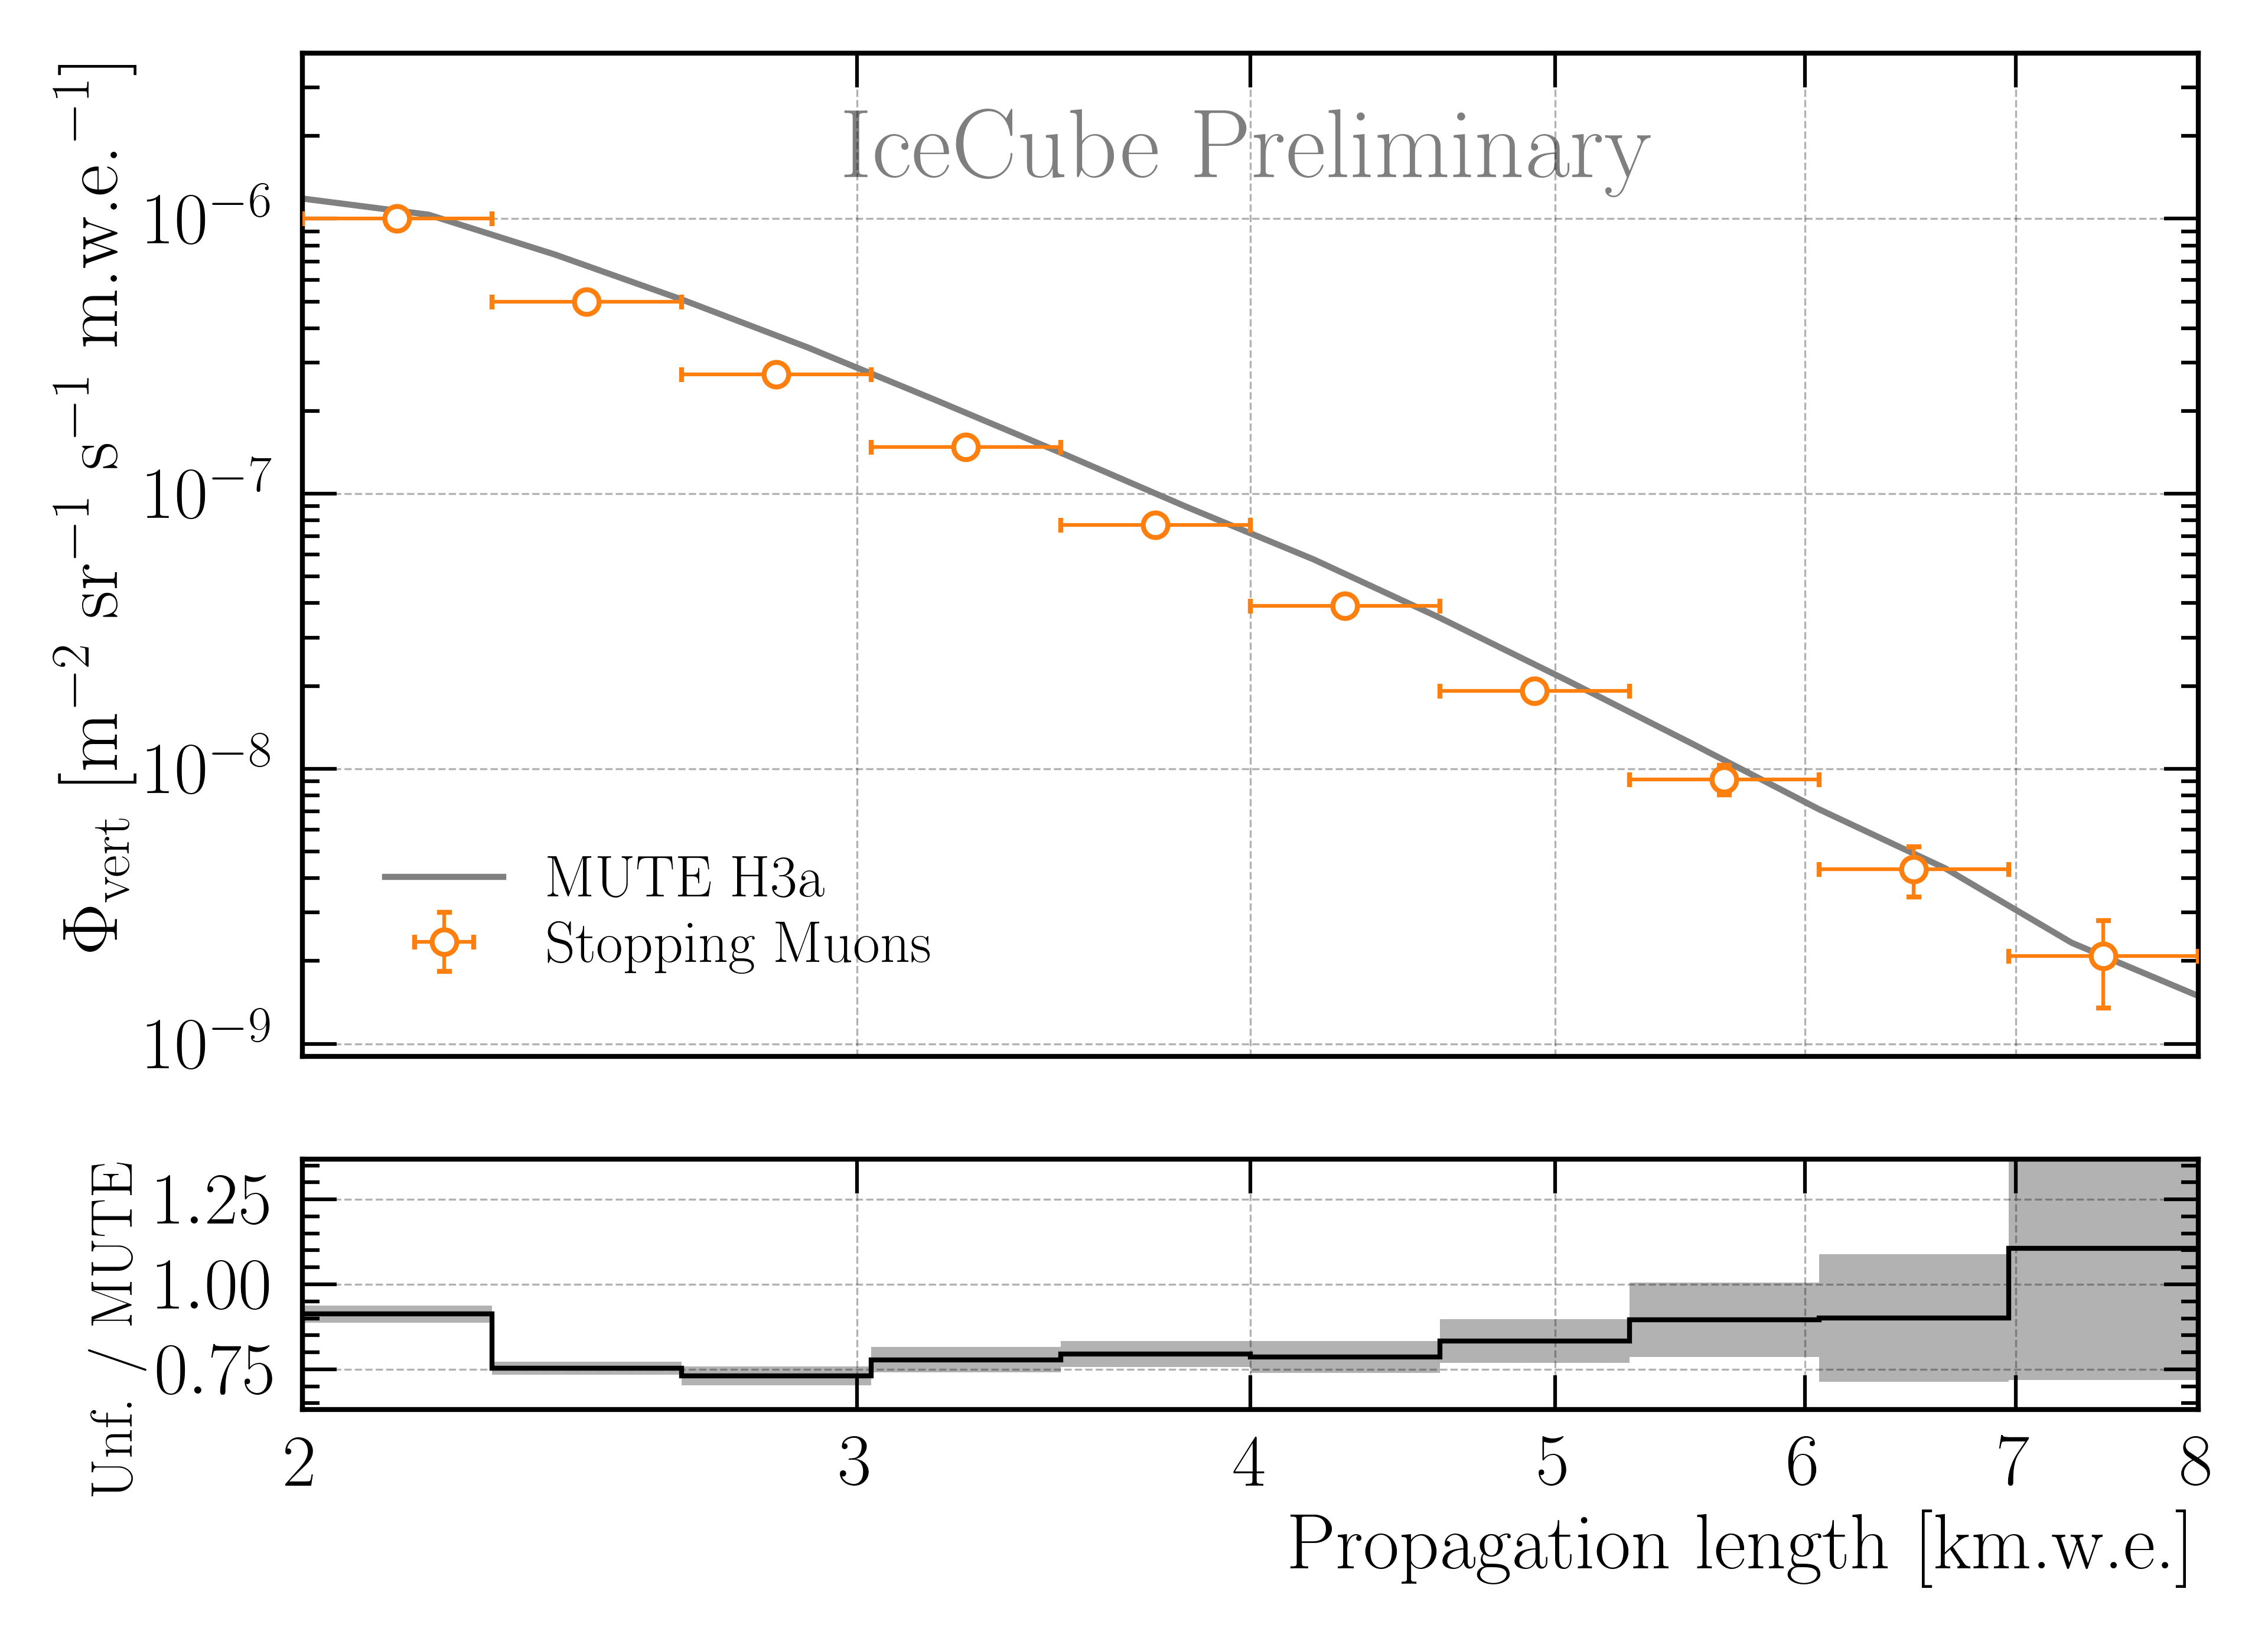 IceCube Preliminary
Φvert [m⁻² sr⁻¹ s⁻¹ m.w.e.⁻¹]
10⁻⁶
10⁻⁷
10⁻⁸
10⁻⁹
MUTE H3a
Stopping Muons
Unf. / MUTE
1.25
1.00
0.75
2 3 4 5 6 7 8
Propagation length [km.w.e.]